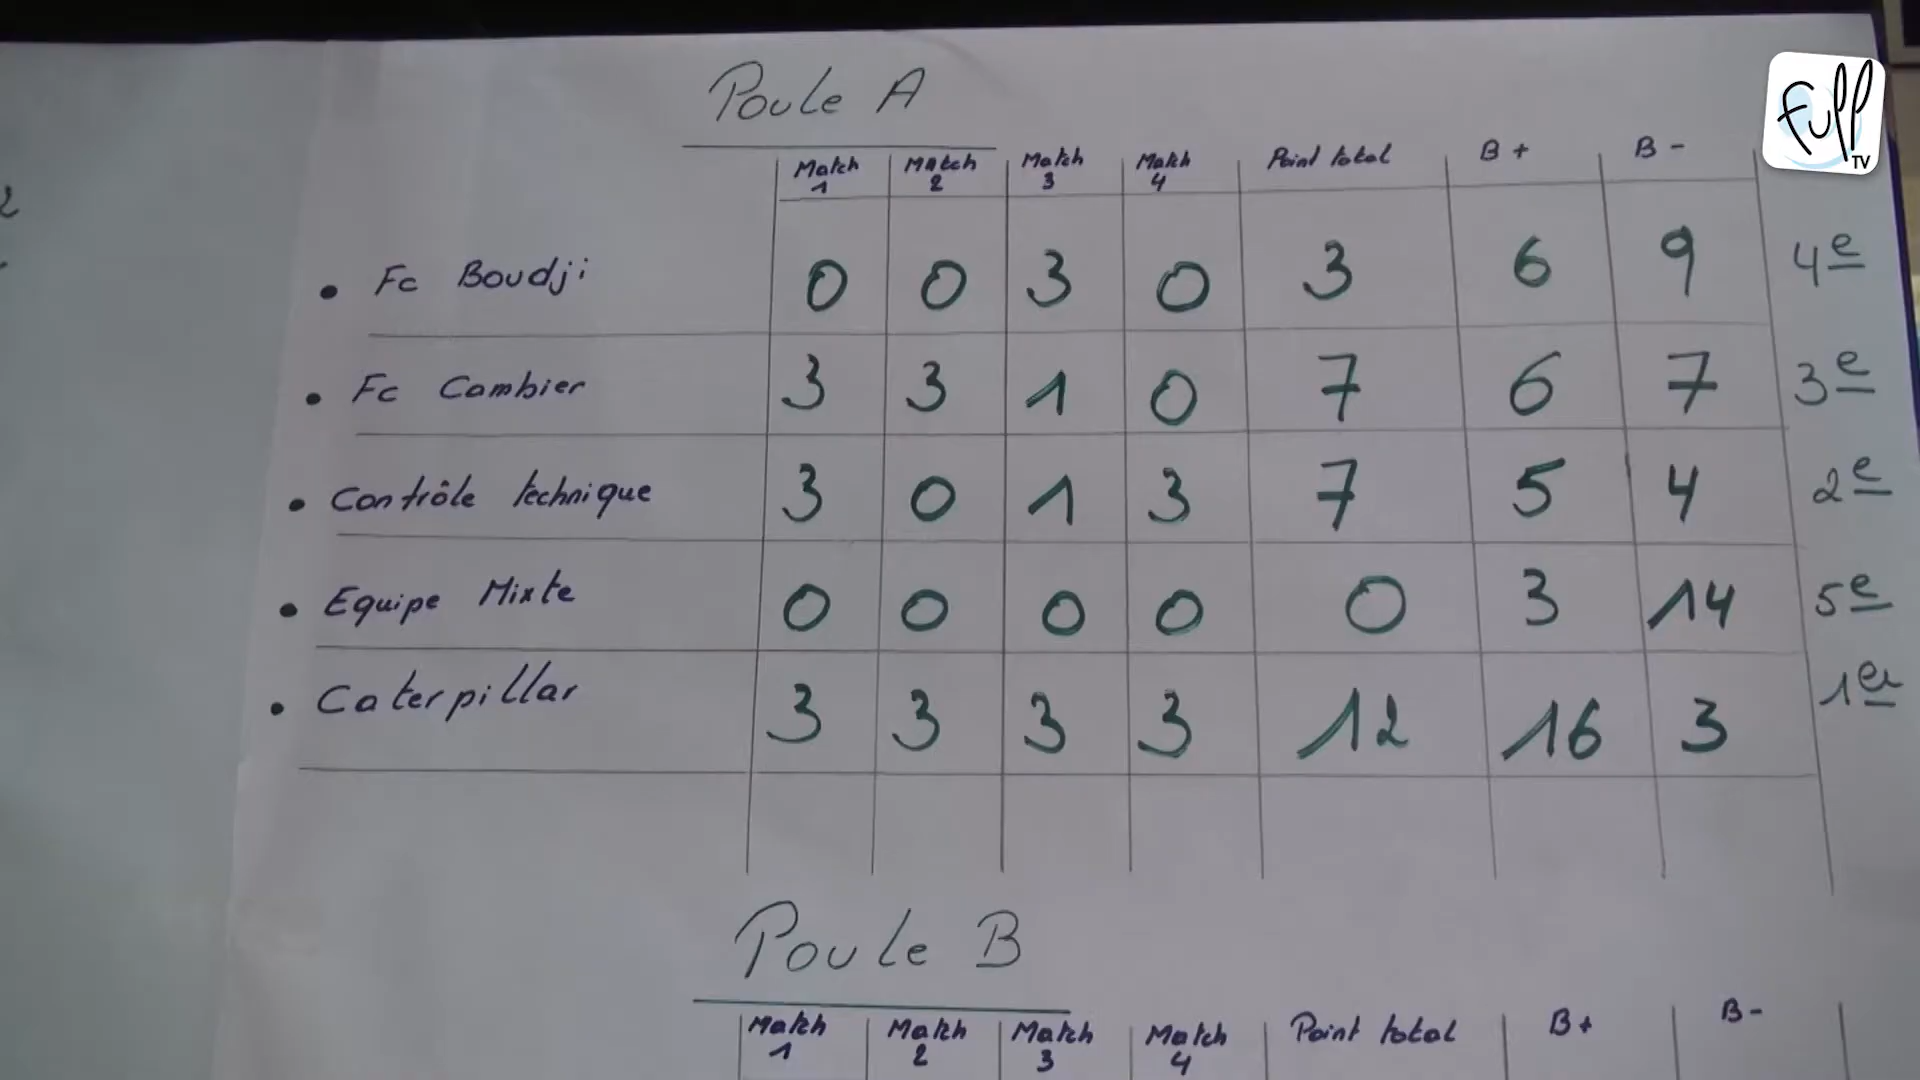 Poule A
Match 1 Match 2 Match 3 Match 4 Point total B + B -
• Fc Boudji 0 0 3 0 3 6 9 4e
• Fc Cambier 3 3 1 0 7 6 7 3e
• Contrôle technique 3 0 1 3 7 5 4 2e
• Equipe Mixte 0 0 0 0 0 3 14 5e
• Caterpillar 3 3 3 3 12 16 3 1er
Poule B
Match 1 Match 2 Match 3 Match 4 Point total B+ B-
Full TV